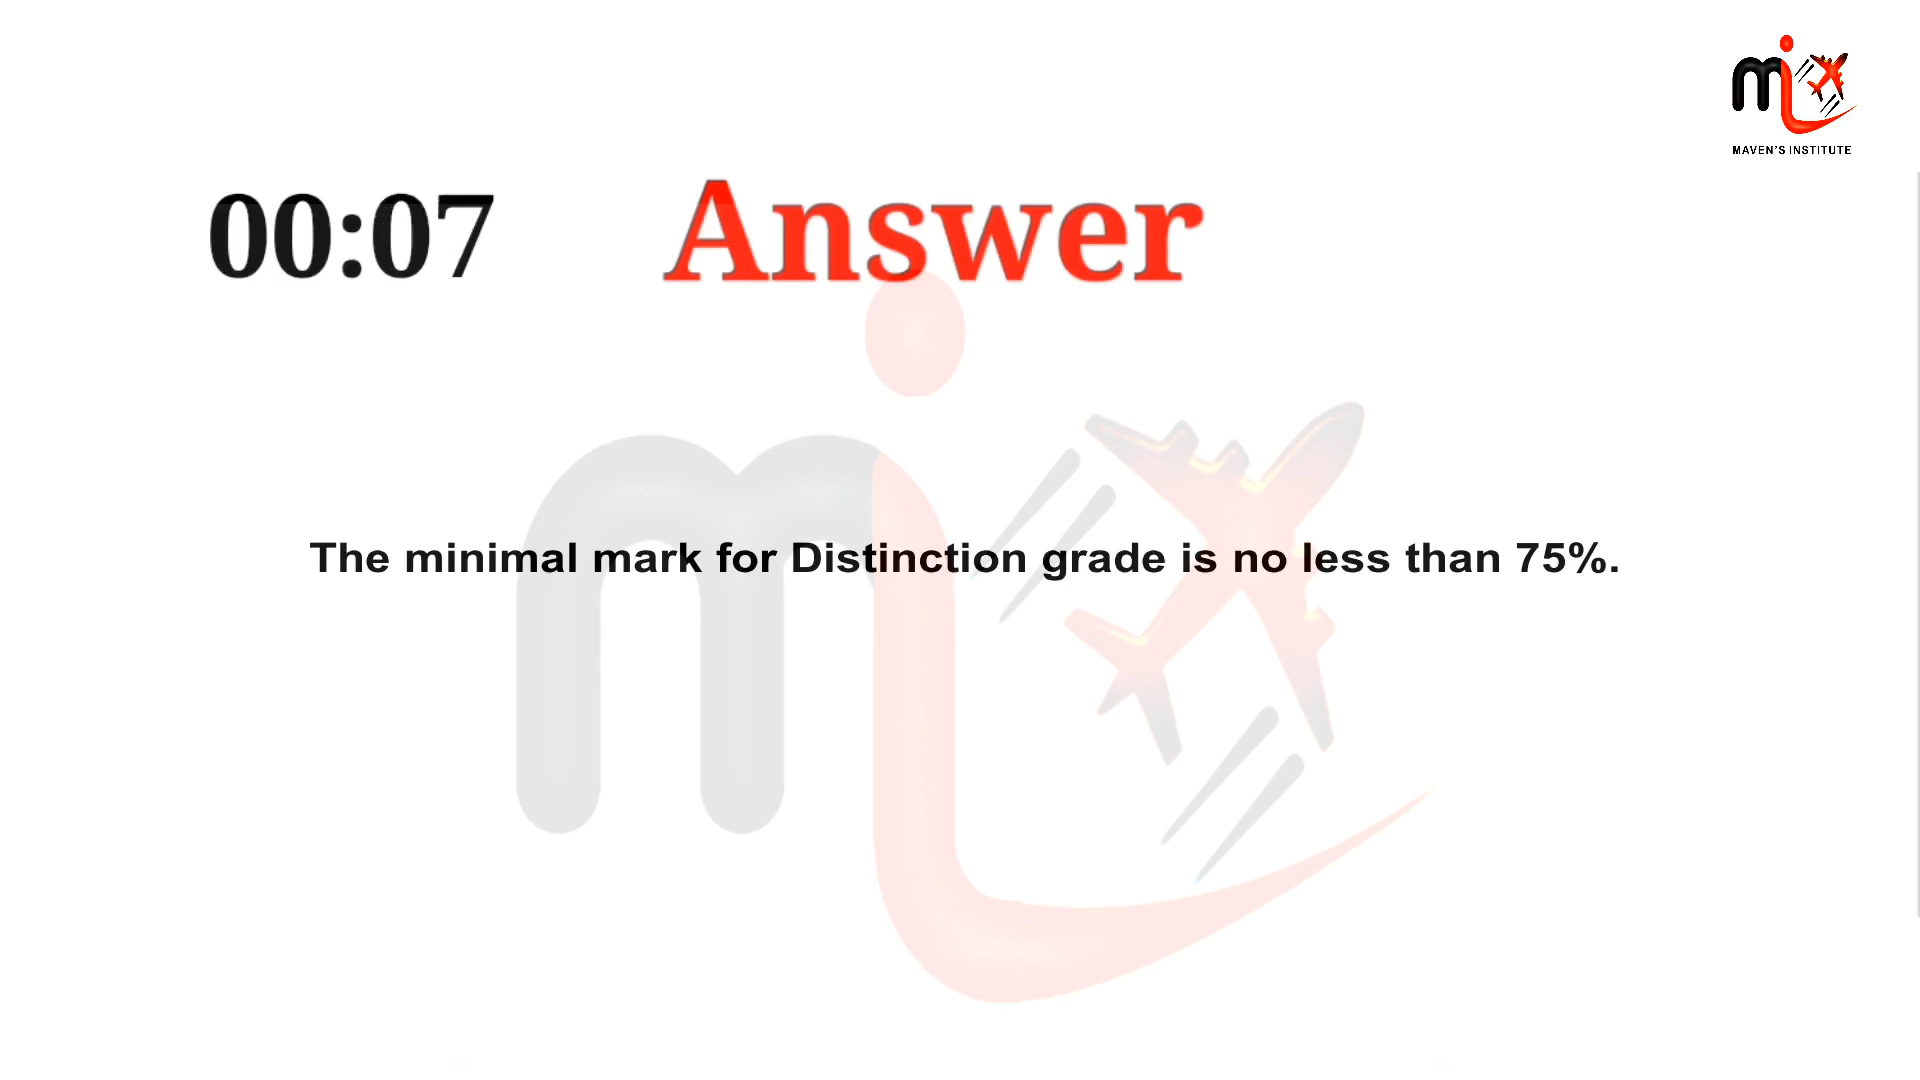 MAVEN'S INSTITUTE
00:07 Answer
The minimal mark for Distinction grade is no less than 75%.